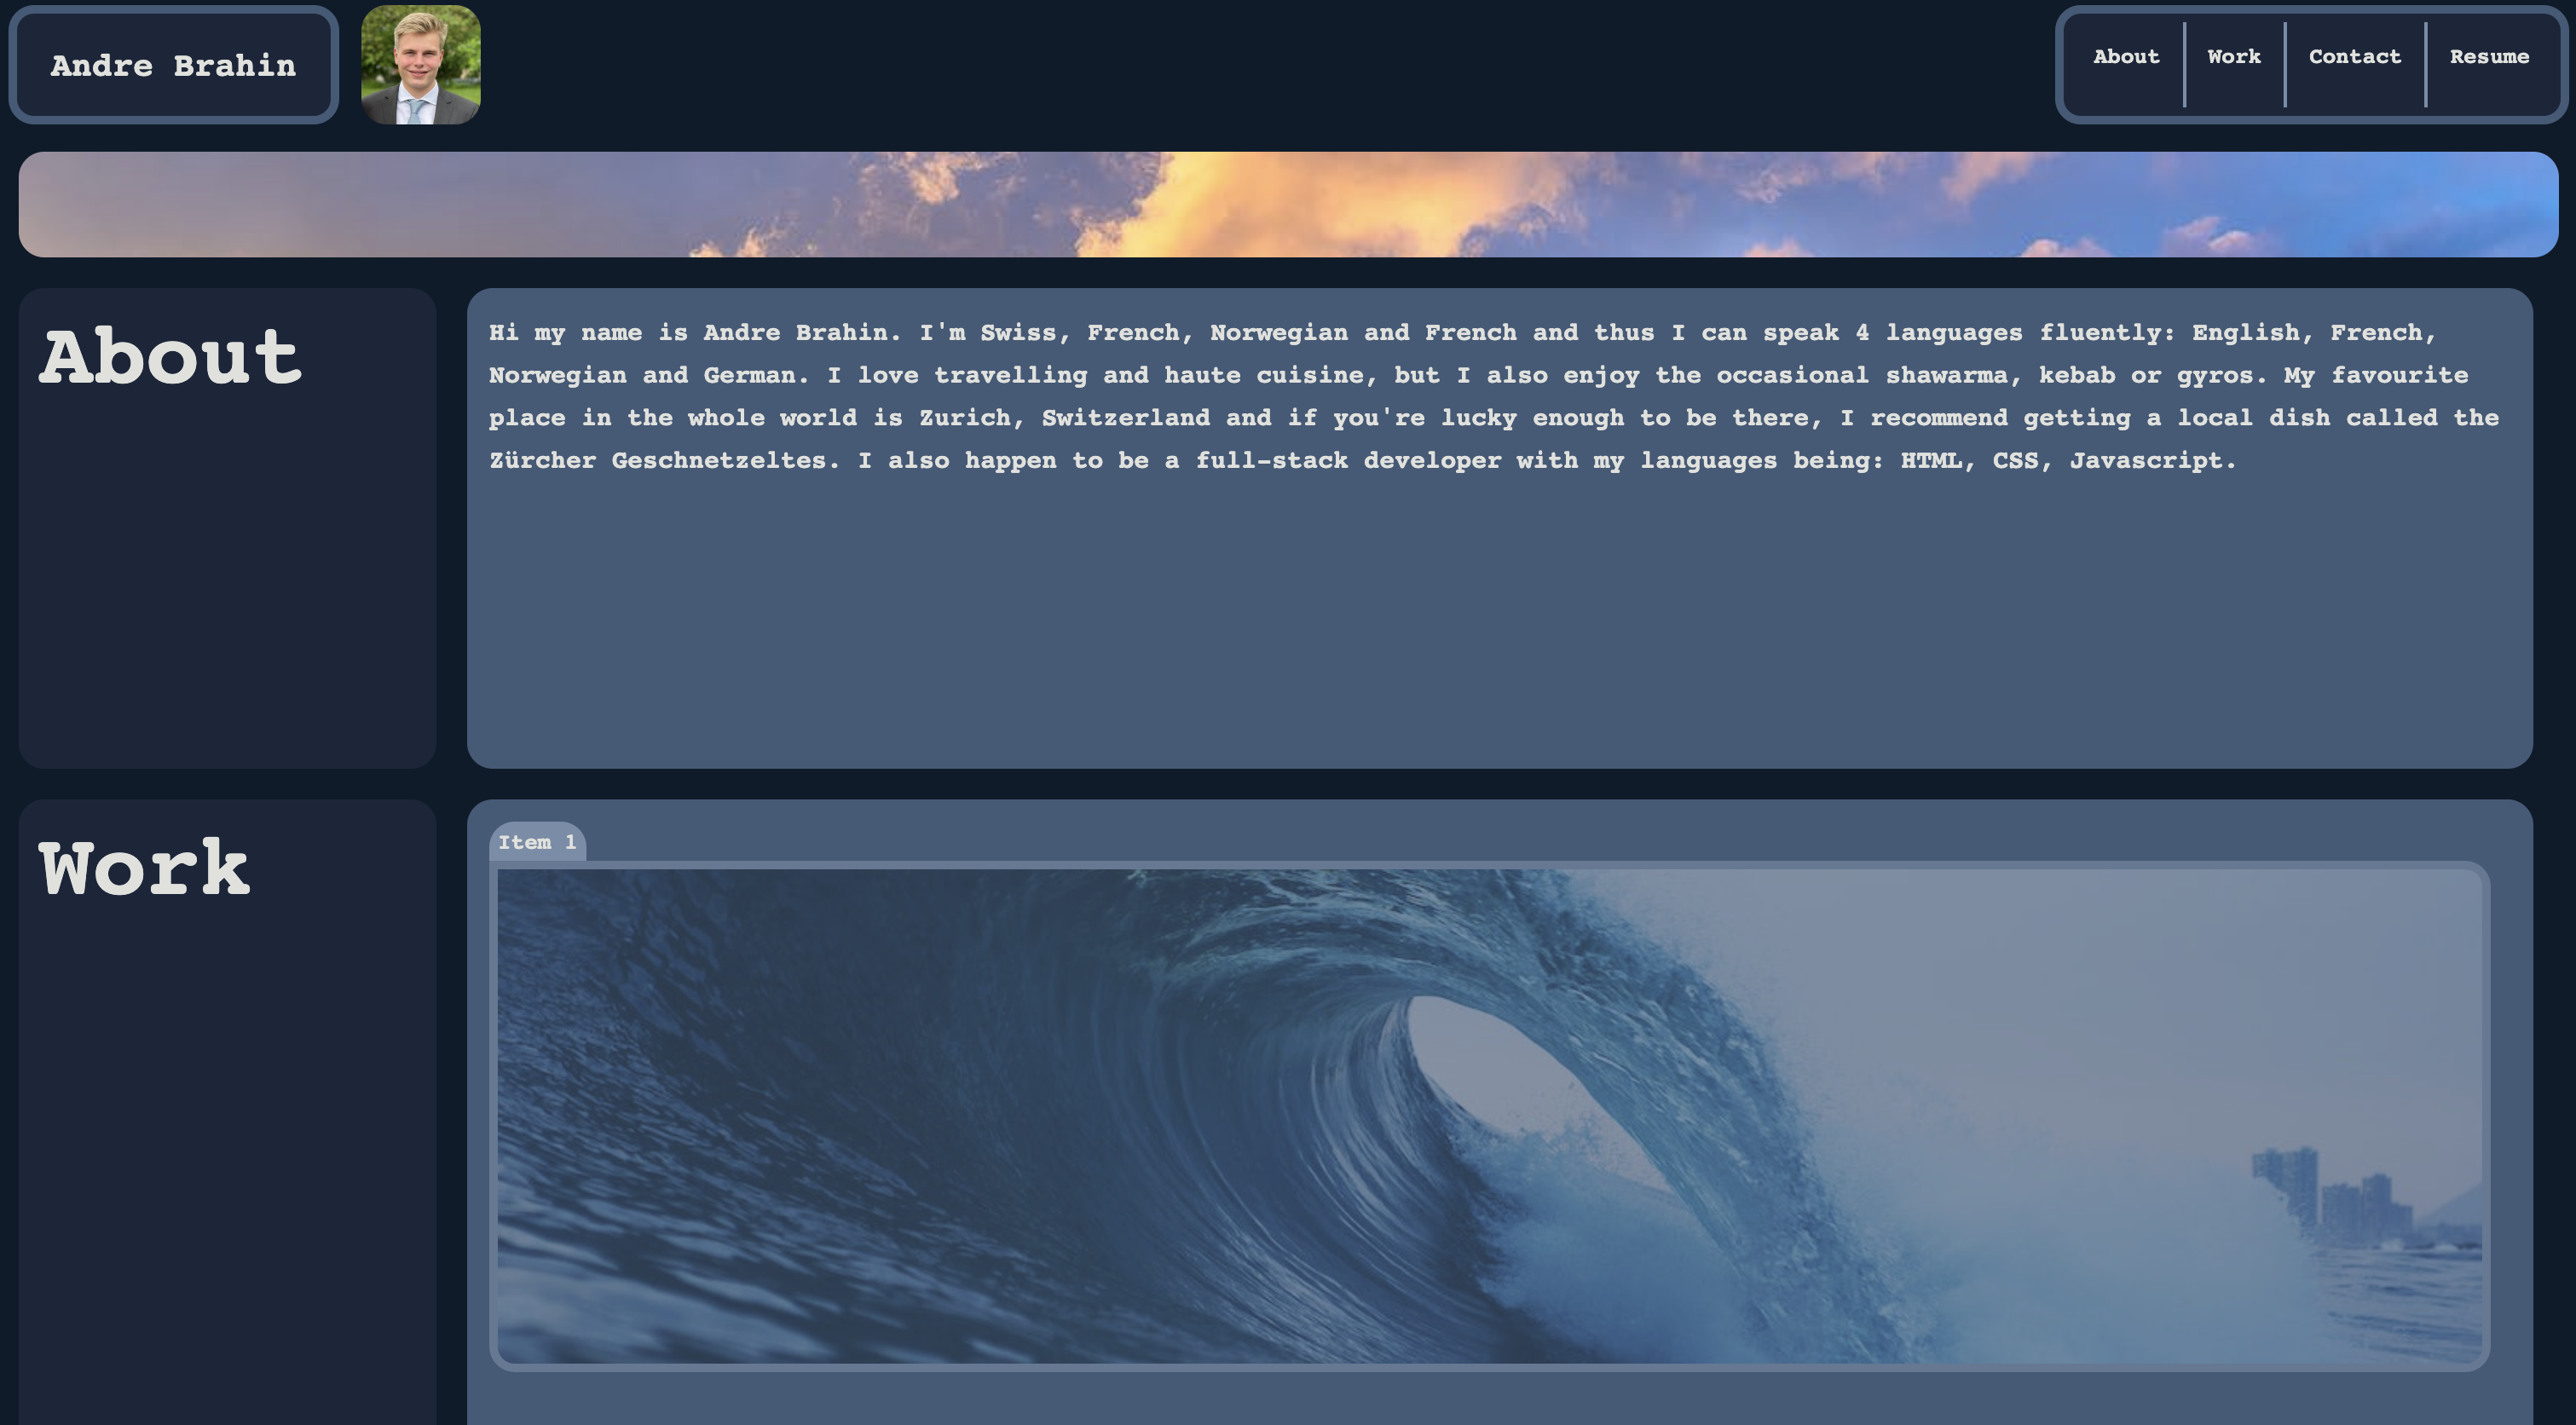 Andre Brahin
About
Work
Contact
Resume
About
Hi my name is Andre Brahin. I'm Swiss, French, Norwegian and French and thus I can speak 4 languages fluently: English, French,
Norwegian and German. I love travelling and haute cuisine, but I also enjoy the occasional shawarma, kebab or gyros. My favourite
place in the whole world is Zurich, Switzerland and if you're lucky enough to be there, I recommend getting a local dish called the
Zürcher Geschnetzeltes. I also happen to be a full-stack developer with my languages being: HTML, CSS, Javascript.
Work
Item 1